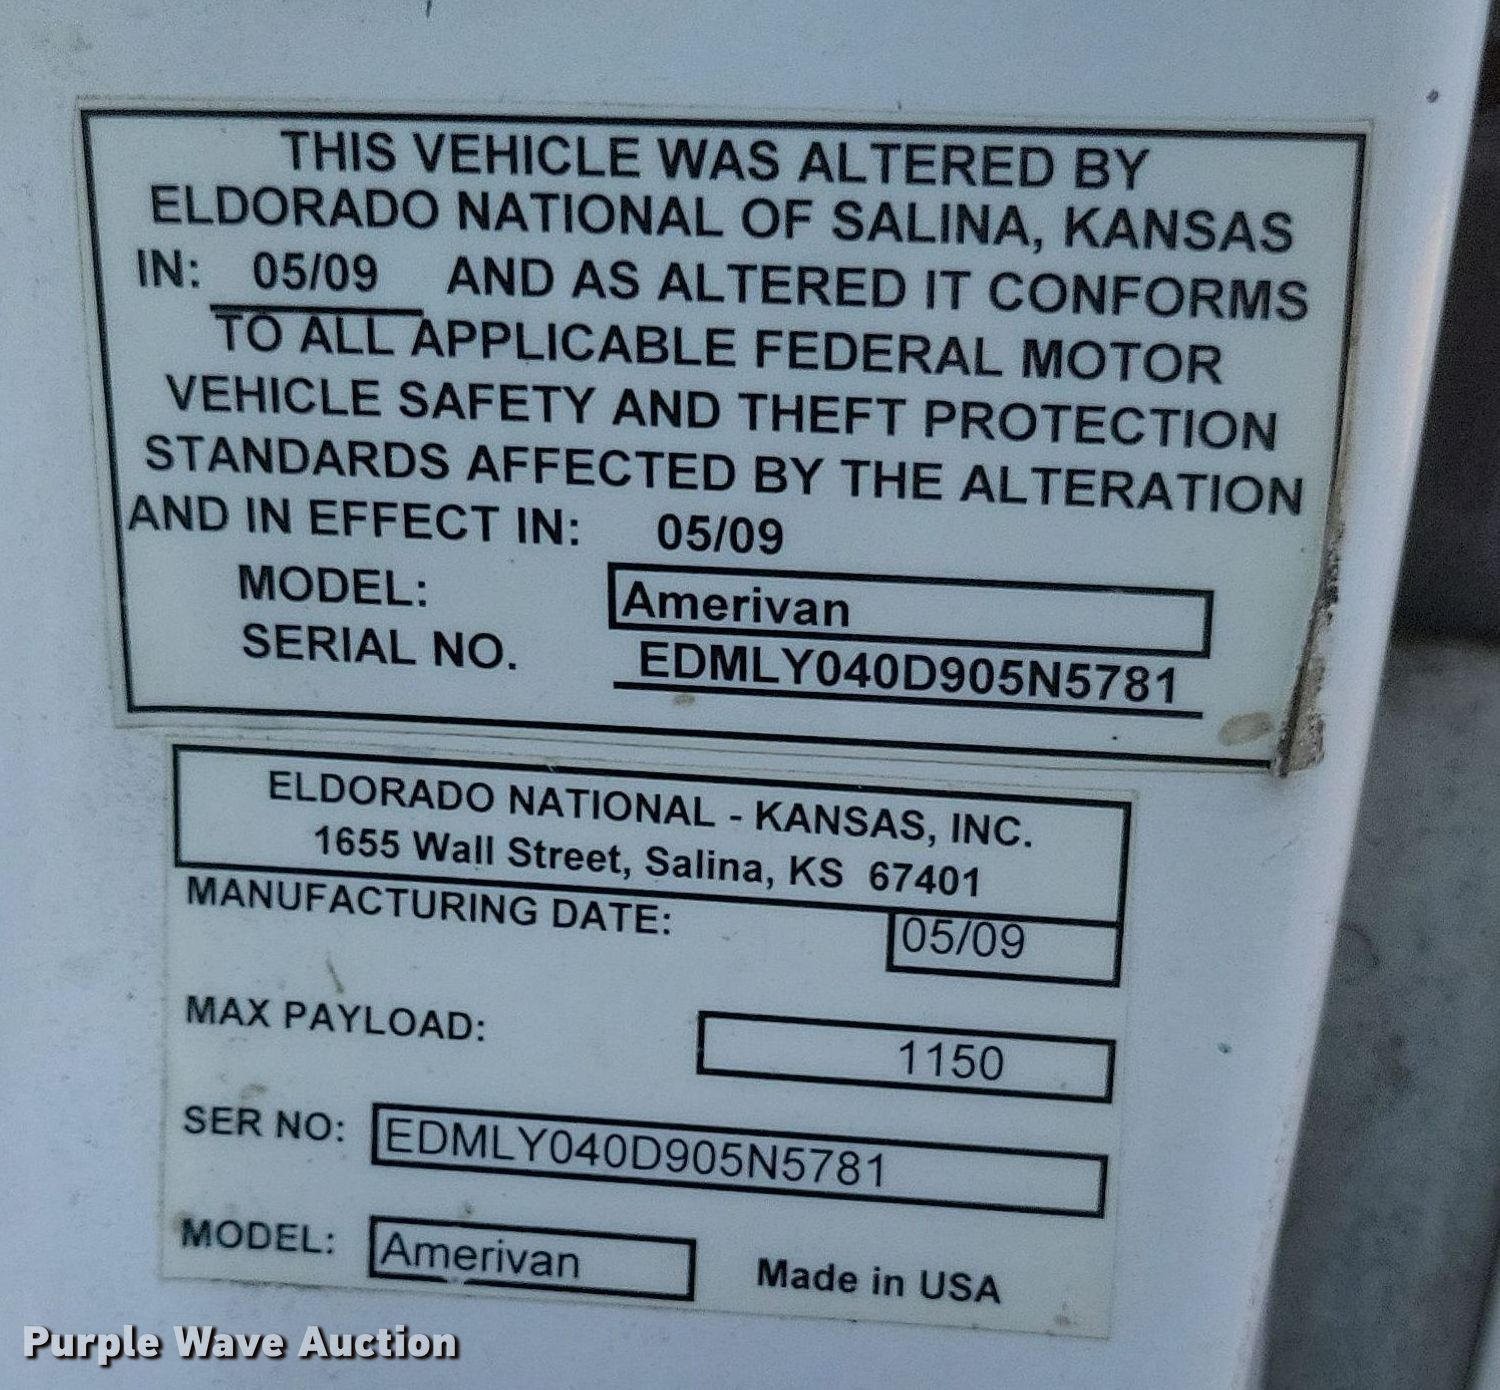 THIS VEHICLE WAS ALTERED BY
ELDORADO NATIONAL OF SALINA, KANSAS
IN: 05/09 AND AS ALTERED IT CONFORMS
TO ALL APPLICABLE FEDERAL MOTOR
VEHICLE SAFETY AND THEFT PROTECTION
STANDARDS AFFECTED BY THE ALTERATION
AND IN EFFECT IN: 05/09
MODEL: Amerivan
SERIAL NO. EDMLY040D905N5781
ELDORADO NATIONAL - KANSAS, INC.
1655 Wall Street, Salina, KS 67401
MANUFACTURING DATE: 05/09
MAX PAYLOAD: 1150
SER NO: EDMLY040D905N5781
MODEL: Amerivan Made in USA
Purple Wave Auction